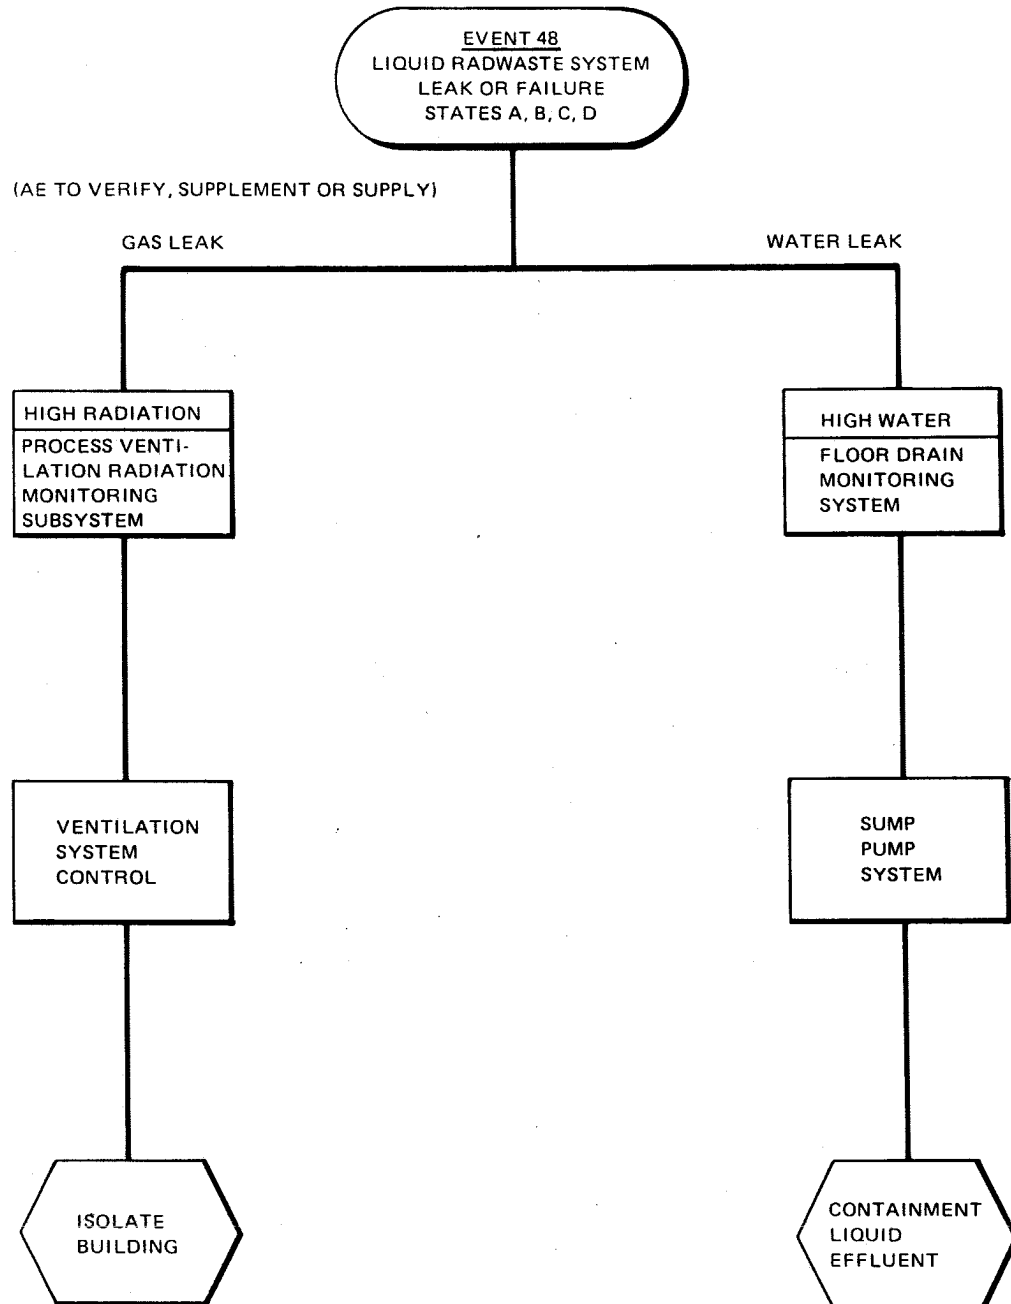 EVENT 48
LIQUID RADWASTE SYSTEM
LEAK OR FAILURE
STATES A, B, C, D
(AE TO VERIFY, SUPPLEMENT OR SUPPLY)
GAS LEAK
WATER LEAK
HIGH RADIATION
PROCESS VENTI-
LATION RADIATION
MONITORING
SUBSYSTEM
HIGH WATER
FLOOR DRAIN
MONITORING
SYSTEM
VENTILATION
SYSTEM
CONTROL
SUMP
PUMP
SYSTEM
ISOLATE
BUILDING
CONTAINMENT
LIQUID
EFFLUENT